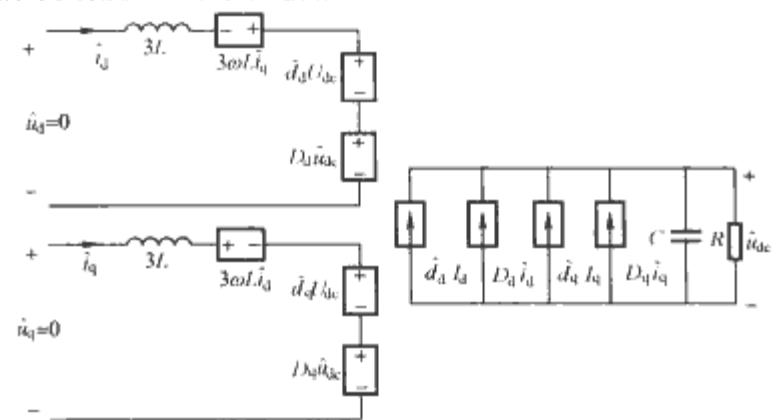 +
î_d
3L
− +
3ωLî_q
+
d̂_d U_dc
−
û_d=0
+
D_d û_dc
−
−
+
î_q
3L
+ −
3ωLî_d
+
d̂_q U_dc
−
û_q=0
+
D_q û_dc
−
−
+
d̂_d I_d
D_d î_d
d̂_q I_q
D_q î_q
C
R
û_dc
−